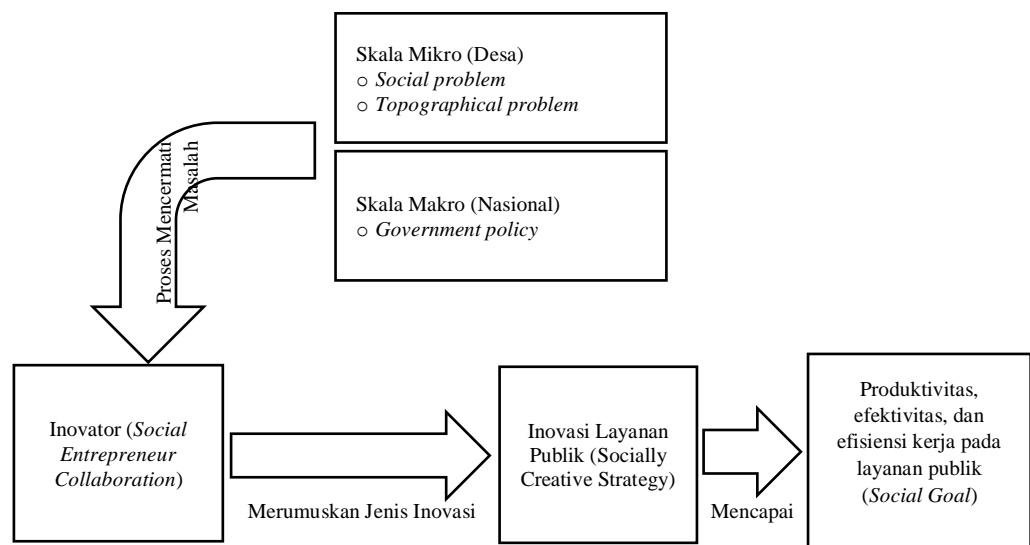 Skala Mikro (Desa)
o Social problem
o Topographical problem
Skala Makro (Nasional)
o Government policy
Proses Mencermati
Masalah
Inovator (Social
Entrepreneur
Collaboration)
Merumuskan Jenis Inovasi
Inovasi Layanan
Publik (Socially
Creative Strategy)
Mencapai
Produktivitas,
efektivitas, dan
efisiensi kerja pada
layanan publik
(Social Goal)